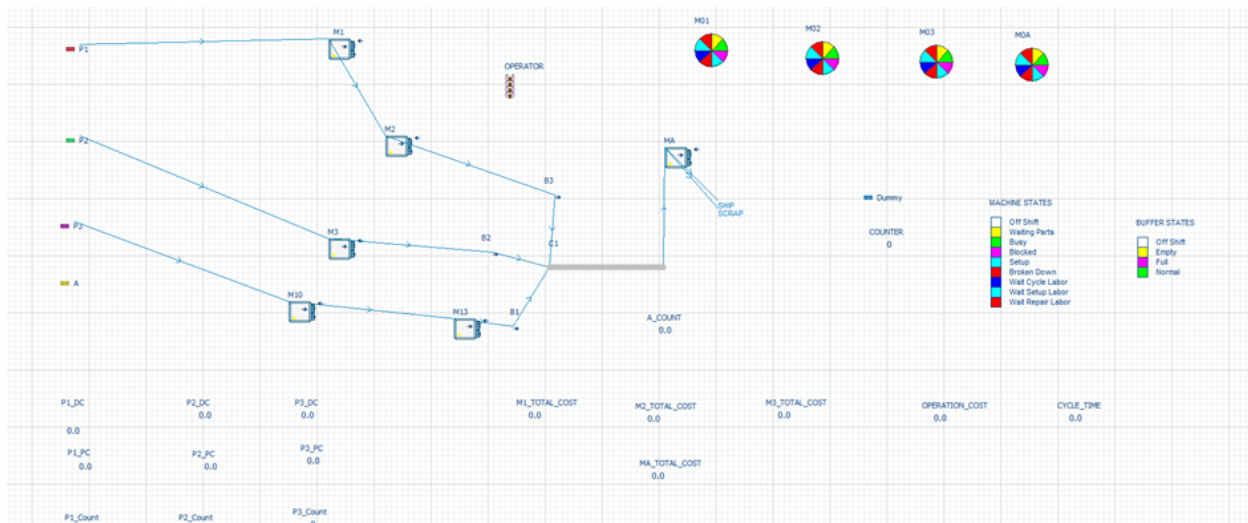 M01
M02
M03
M0A
M1
P1
OPERATOR
M2
P2
MA
B3
SHIP
SCRAP
Dummy
M3
B2
C1
P3
COUNTER
0
MACHINE STATES
Off Shift
Waiting Parts
Busy
Blocked
Setup
Broken Down
Wait Cycle Labor
Wait Setup Labor
Wait Repair Labor
BUFFER STATES
Off Shift
Empty
Full
Normal
A
M10
M13
B1
A_COUNT
0.0
P1_DC
0.0
P2_DC
0.0
P3_DC
0.0
M1_TOTAL_COST
0.0
M2_TOTAL_COST
0.0
M3_TOTAL_COST
0.0
OPERATION_COST
0.0
CYCLE_TIME
0.0
P1_PC
0.0
P2_PC
0.0
P3_PC
0.0
MA_TOTAL_COST
0.0
P1_Count
P2_Count
P3_Count